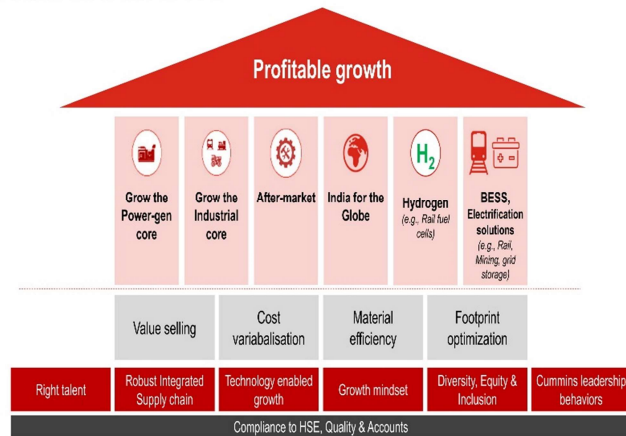 Profitable growth
Grow the
Power-gen
core
Grow the
Industrial
core
After-market
India for the
Globe
H2
Hydrogen
(e.g., Rail fuel
cells)
BESS,
Electrification
solutions
(e.g., Rail,
Mining, grid
storage)
Value selling
Cost
variabalisation
Material
efficiency
Footprint
optimization
Right talent
Robust Integrated
Supply chain
Technology enabled
growth
Growth mindset
Diversity, Equity &
Inclusion
Cummins leadership
behaviors
Compliance to HSE, Quality & Accounts